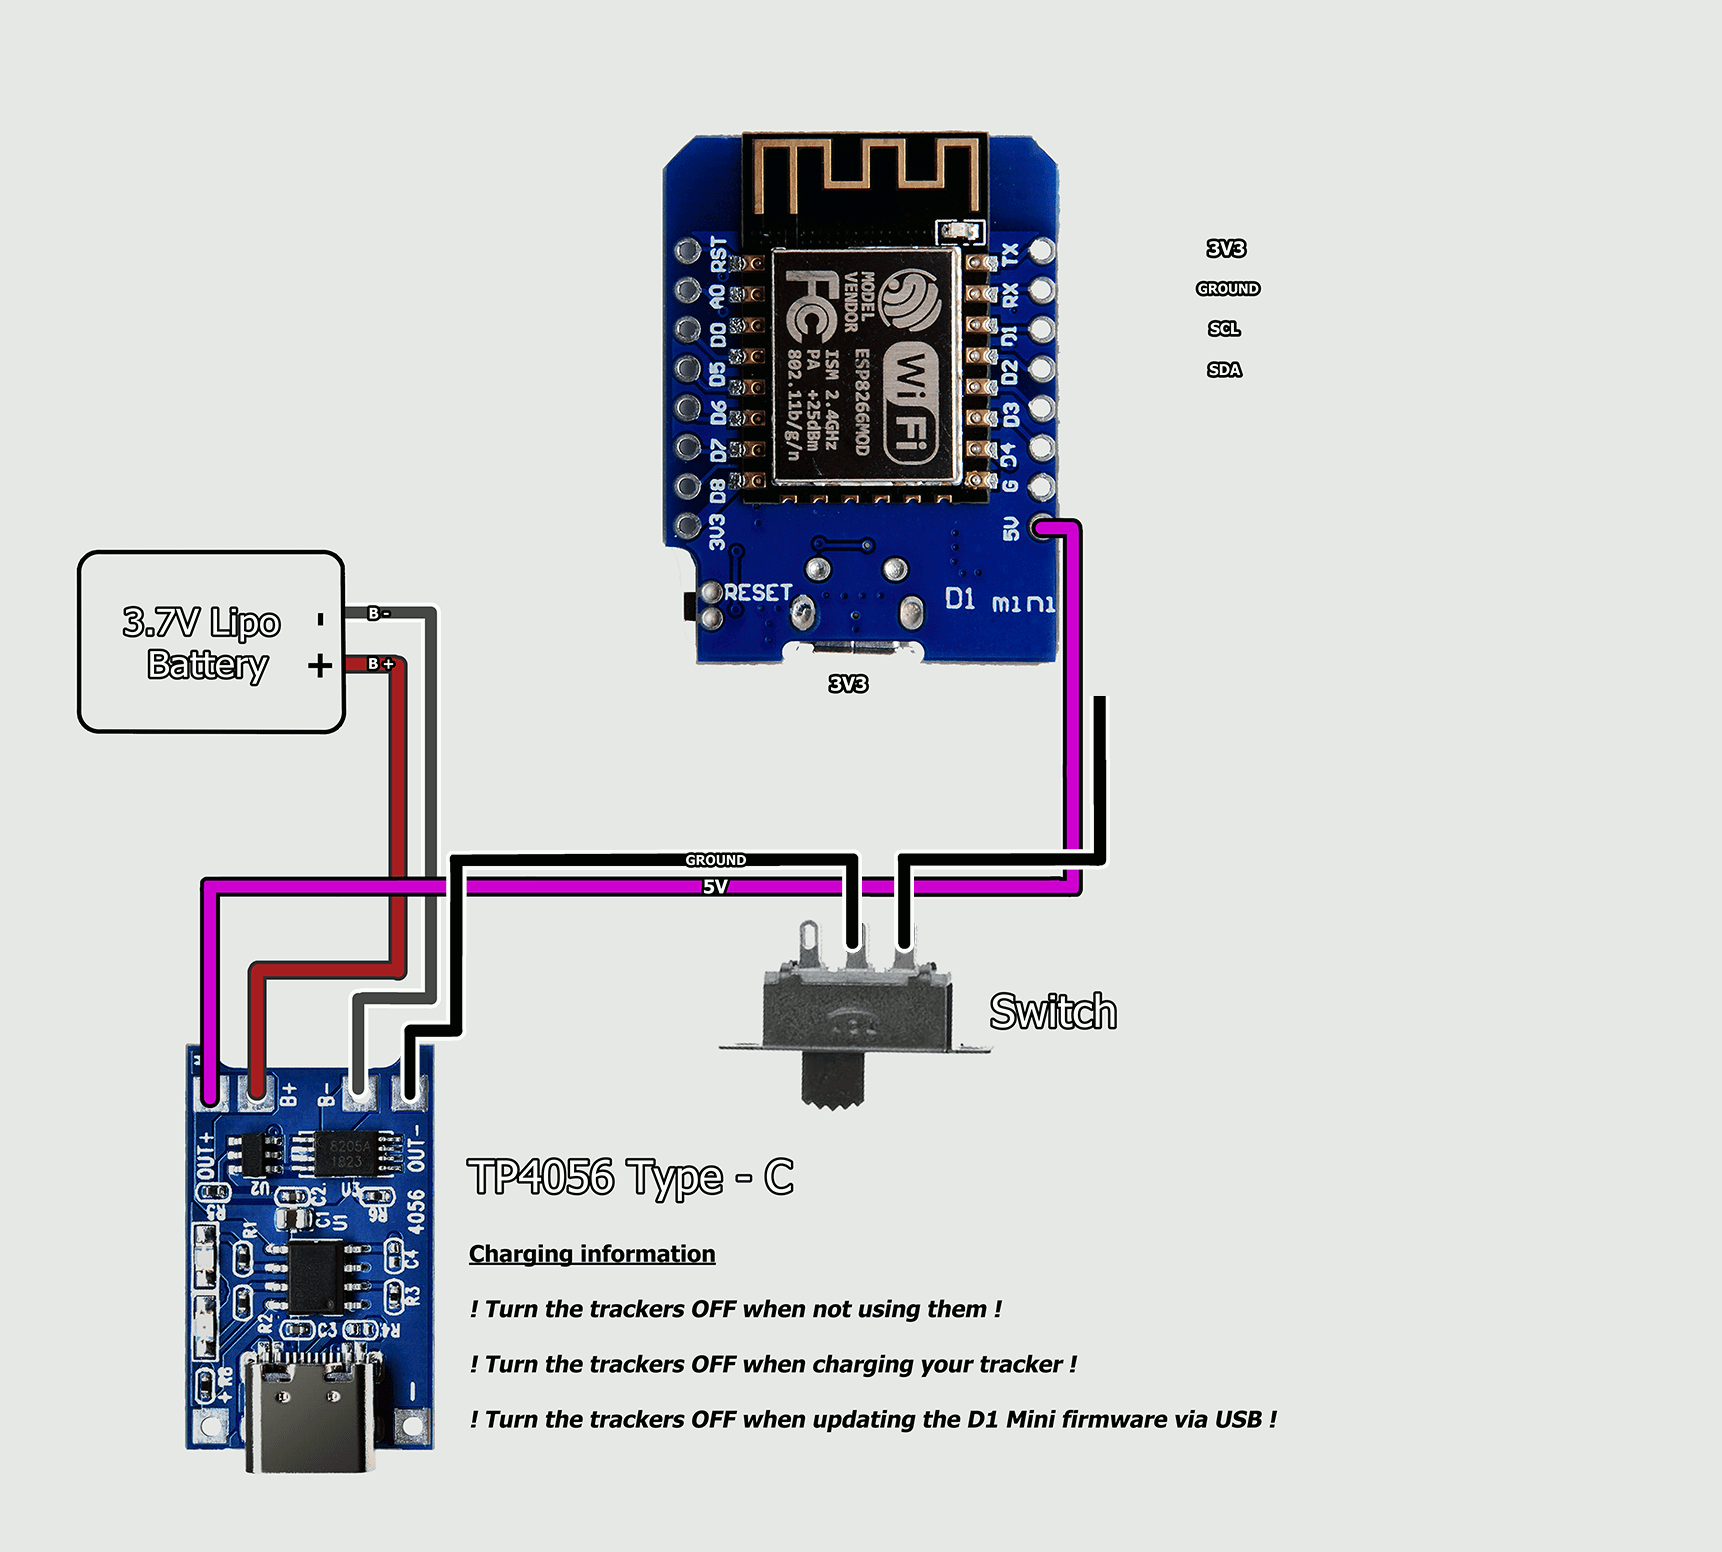 RST
A0
D0
D5
D6
D7
D8
3V3
TX
RX
D1
D2
D3
D4
G
5V
MODEL
VENDOR
FC
ISM 2.4GHz
PA +25dBm
802.11b/g/n
ESP8266MOD
WiFi
RESET
D1 mini
3V3
3V3
GROUND
SCL
SDA
3.7V Lipo
Battery
-
+
B-
B+
GROUND
5V
Switch
B+
B-
OUT+
OUT-
8205A
1823
U2
U3
R5
C2
C1
U1
R6
4056
R1
C4
R3
R2
C3
R4
R8
+
-
TP4056 Type - C
Charging information
! Turn the trackers OFF when not using them !
! Turn the trackers OFF when charging your tracker !
! Turn the trackers OFF when updating the D1 Mini firmware via USB !